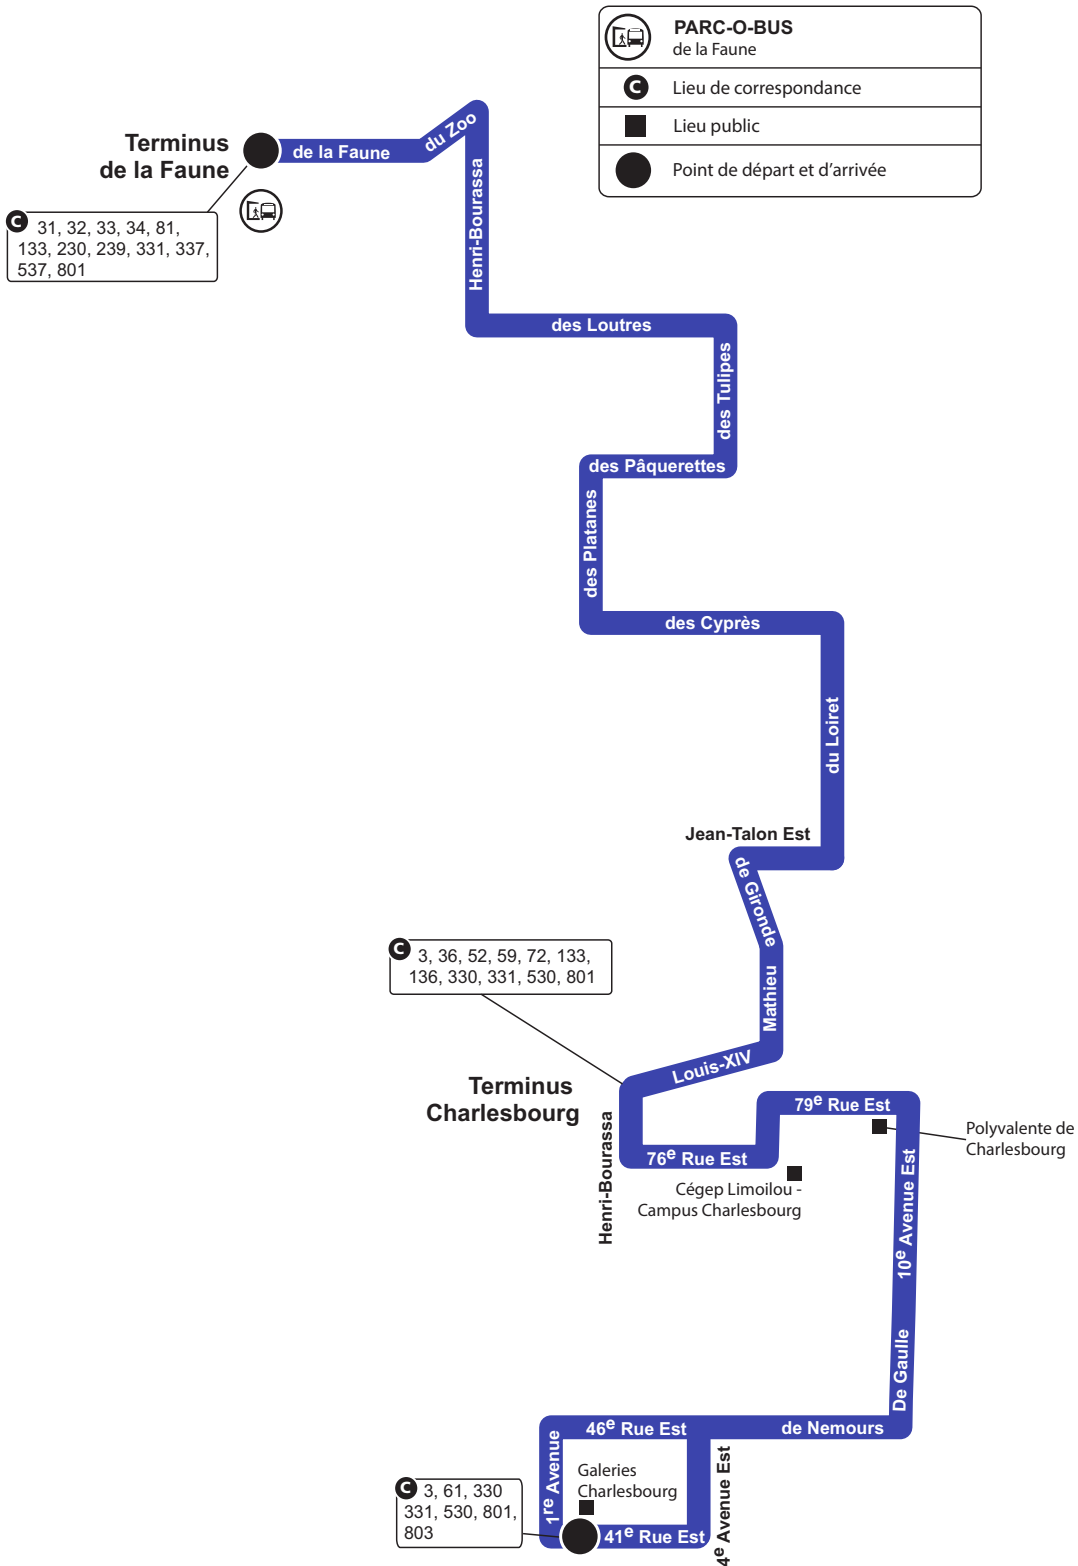 PARC-O-BUS
de la Faune
C Lieu de correspondance
Lieu public
Point de départ et d'arrivée
Terminus
de la Faune
de la Faune
du Zoo
C 31, 32, 33, 34, 81,
133, 230, 239, 331, 337,
537, 801
Henri-Bourassa
des Loutres
des Tulipes
des Pâquerettes
des Platanes
des Cyprès
du Loiret
Jean-Talon Est
de Gironde
C 3, 36, 52, 59, 72, 133,
136, 330, 331, 530, 801
Mathieu
Louis-XIV
Terminus
Charlesbourg
Henri-Bourassa
76e Rue Est
79e Rue Est
Polyvalente de
Charlesbourg
Cégep Limoilou -
Campus Charlesbourg
10e Avenue Est
De Gaulle
46e Rue Est
de Nemours
1re Avenue
Galeries
Charlesbourg
4e Avenue Est
C 3, 61, 330
331, 530, 801,
803
41e Rue Est